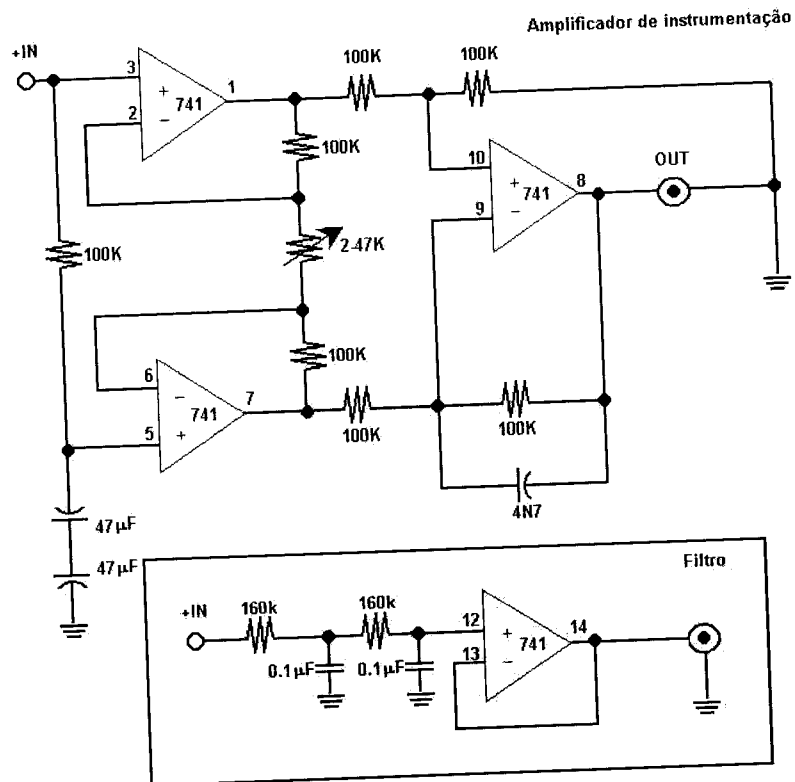 Amplificador de instrumentação
+IN
3
+
741
1
2
−
100K
100K
100K
10
+
741
8
OUT
9
−
100K
2-47K
100K
6
−
741
7
5
+
100K
100K
4N7
47µF
47µF
Filtro
+IN
160k
160k
12
+
741
14
13
−
0.1µF
0.1µF